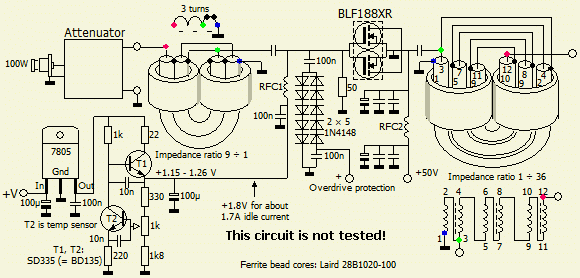 3 turns
BLF188XR
Attenuator
100W
100n
RFC1
50
100n
2 × 5
1N4148
RFC2
100n
3
1
5
7
11
9
12
10
8
9
4
2
7805
Gnd
In
Out
1k
22
Impedance ratio 9 ÷ 1
T1
+1.15 - 1.26 V
+V
100µ
100n
10n
330
100µ
T2 is temp sensor
T2
1k
10n
220
1k8
T1, T2:
SD335 (= BD135)
+1.8V for about
1.7A idle current
+
Overdrive protection
+50V
Impedance ratio 1 ÷ 36
This circuit is not tested!
2 4 6 8 10 12
1 3 5 7 9 11
Ferrite bead cores: Laird 28B1020-100